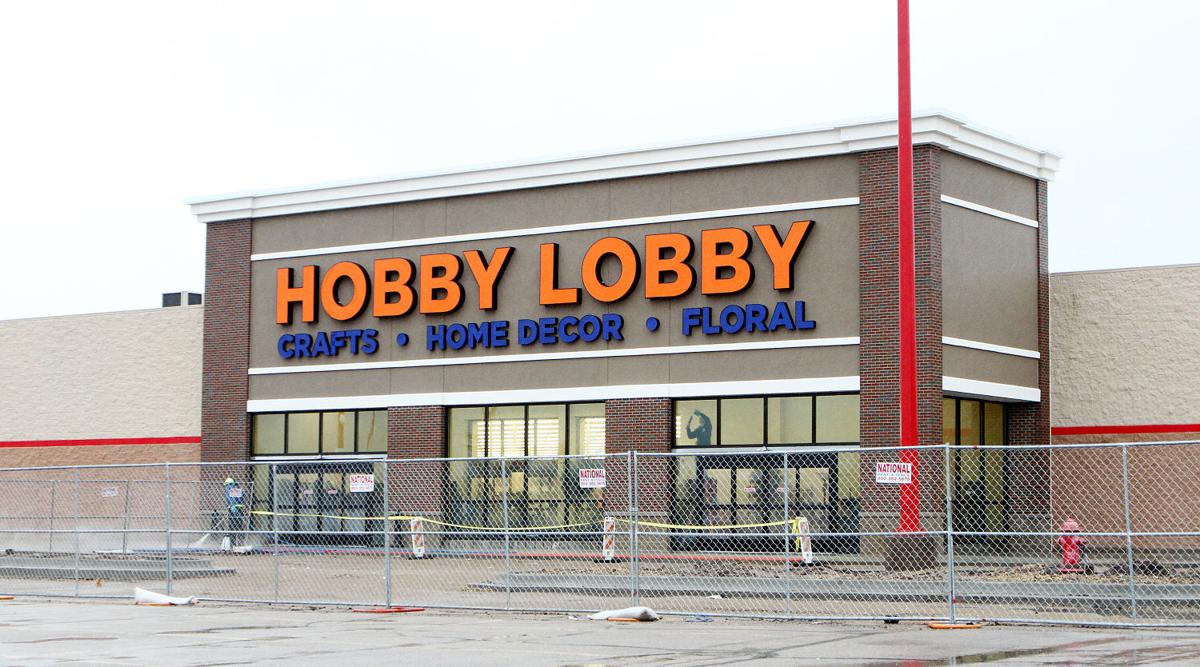 HOBBY LOBBY
CRAFTS • HOME DECOR • FLORAL
NATIONAL
NATIONAL
NATIONAL